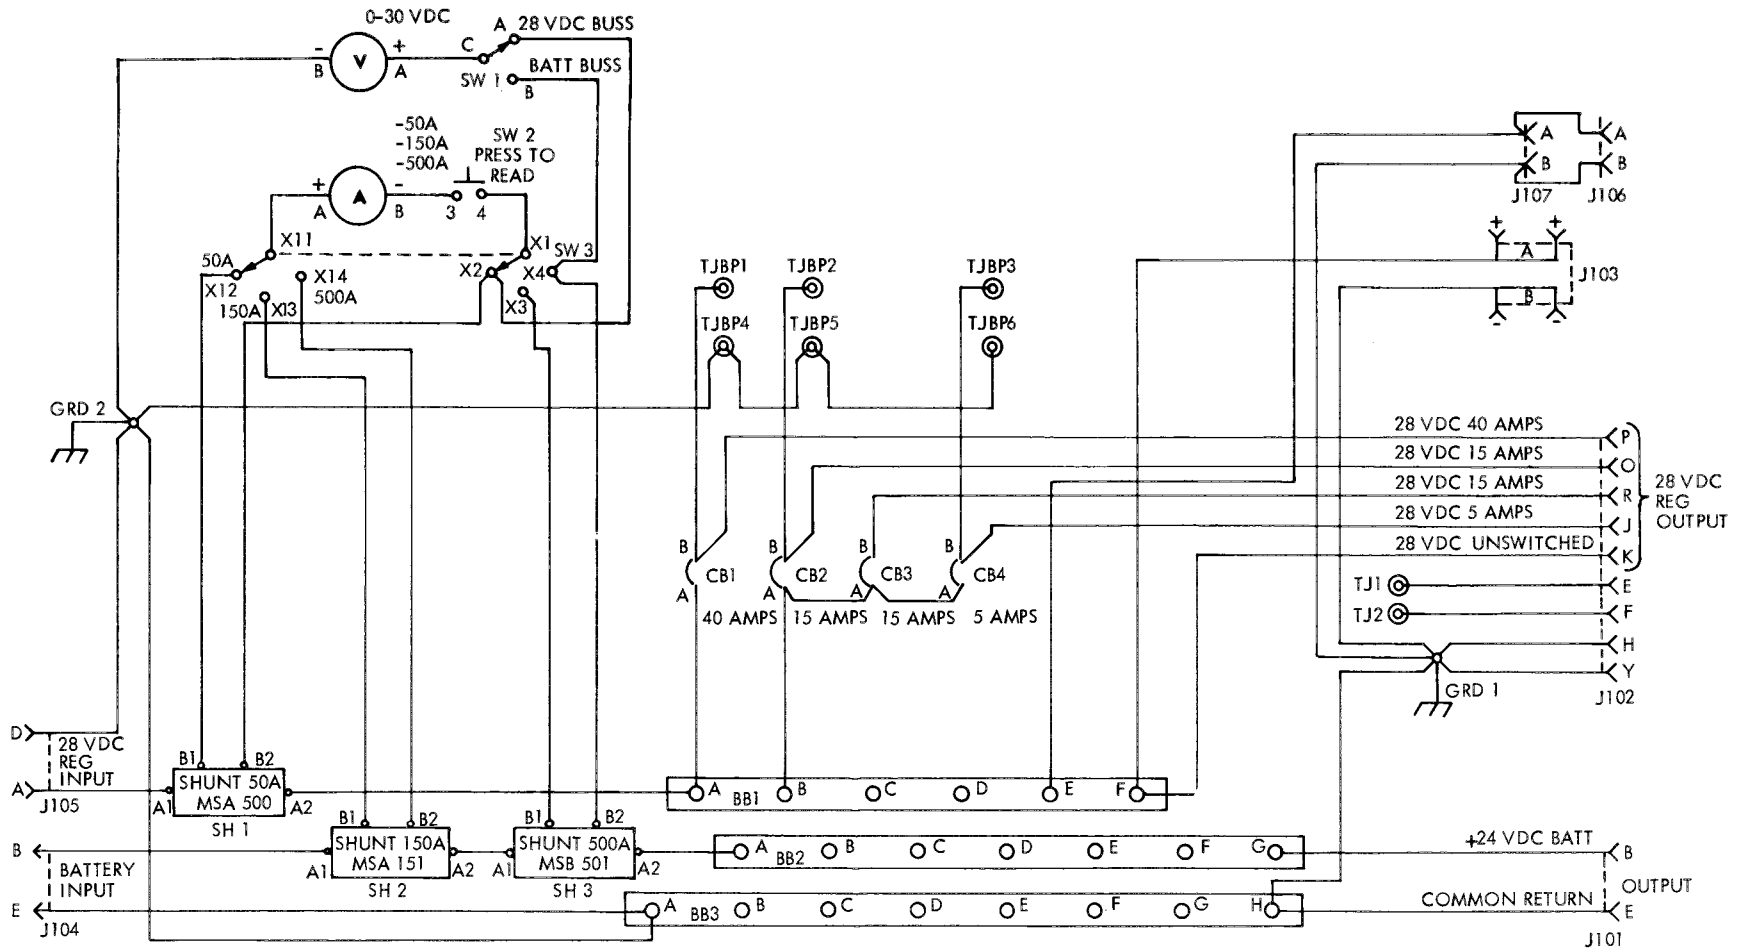 0-30 VDC
A 28 VDC BUSS
- + C
B V A
SW 1
BATT BUSS
B
-50A
-150A
-500A
SW 2
PRESS TO
READ
+ -
A A B 3 4
X11 X1 SW 3
50A X2 X4
X12 X14
500A
150A X13 X3
TJBP1 TJBP2 TJBP3
TJBP4 TJBP5 TJBP6
A A
B B
J107 J106
+ +
A
J103
B
- -
GRD 2
28 VDC 40 AMPS P
28 VDC 15 AMPS O
28 VDC 15 AMPS R
28 VDC 5 AMPS J
28 VDC UNSWITCHED K
28 VDC
REG
OUTPUT
B B B B
CB1 CB2 CB3 CB4
A A A A
40 AMPS 15 AMPS 15 AMPS 5 AMPS
TJ1 E
TJ2 F
H
Y
GRD 1
J102
D
28 VDC
REG
INPUT
A
J105
B1 B2
SHUNT 50A
MSA 500
A1 A2
SH 1
A BB1 B C D E F
B1 B2
SHUNT 150A
MSA 151
A1 A2
SH 2
B1 B2
SHUNT 500A
MSB 501
A1 A2
SH 3
B
BATTERY
INPUT
E
J104
A BB2 B C D E F G
+24 VDC BATT B
OUTPUT
A BB3 B C D E F G H
COMMON RETURN E
J101